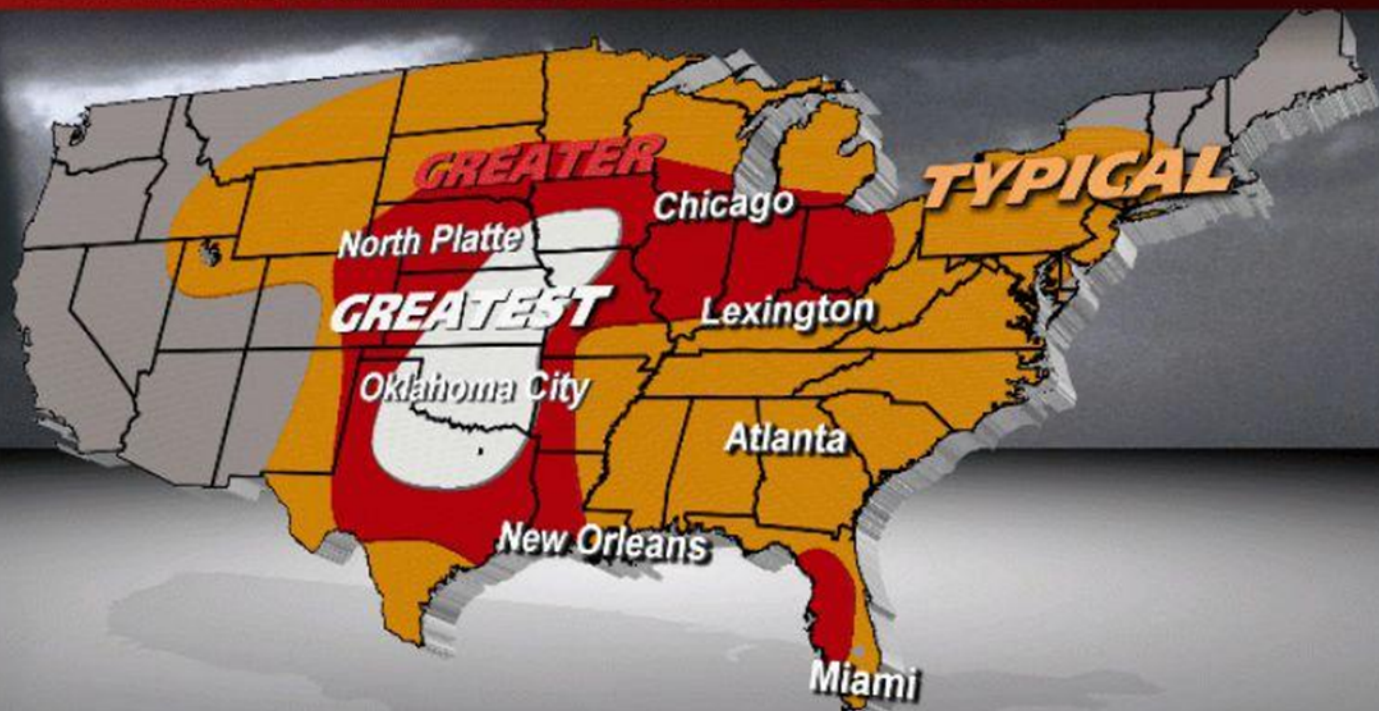 GREATER
TYPICAL
Chicago
North Platte
GREATEST
Lexington
Oklahoma City
Atlanta
New Orleans
Miami